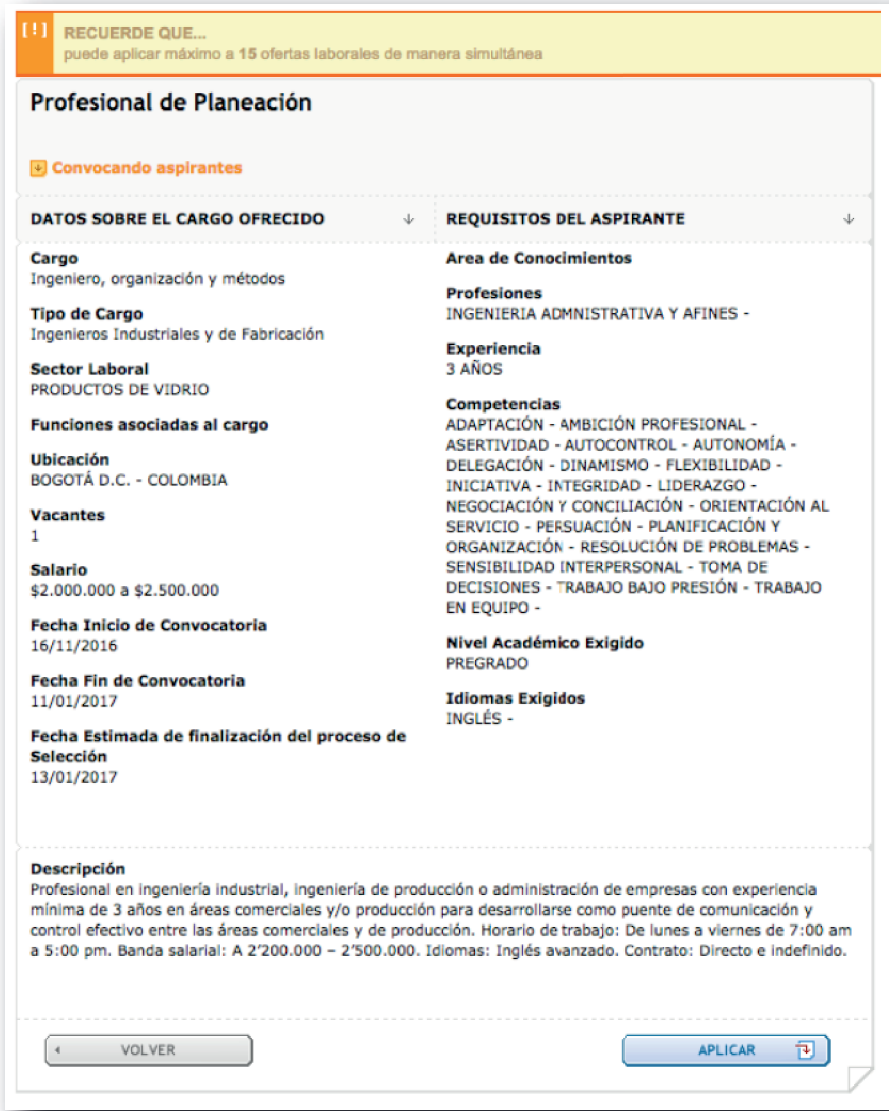 [!] RECUERDE QUE...
puede aplicar máximo a 15 ofertas laborales de manera simultánea
Profesional de Planeación
Convocando aspirantes
DATOS SOBRE EL CARGO OFRECIDO
Cargo
Ingeniero, organización y métodos
Tipo de Cargo
Ingenieros Industriales y de Fabricación
Sector Laboral
PRODUCTOS DE VIDRIO
Funciones asociadas al cargo
Ubicación
BOGOTÁ D.C. - COLOMBIA
Vacantes
1
Salario
$2.000.000 a $2.500.000
Fecha Inicio de Convocatoria
16/11/2016
Fecha Fin de Convocatoria
11/01/2017
Fecha Estimada de finalización del proceso de
Selección
13/01/2017
REQUISITOS DEL ASPIRANTE
Area de Conocimientos
Profesiones
INGENIERIA ADMNISTRATIVA Y AFINES -
Experiencia
3 AÑOS
Competencias
ADAPTACIÓN - AMBICIÓN PROFESIONAL -
ASERTIVIDAD - AUTOCONTROL - AUTONOMÍA -
DELEGACIÓN - DINAMISMO - FLEXIBILIDAD -
INICIATIVA - INTEGRIDAD - LIDERAZGO -
NEGOCIACIÓN Y CONCILIACIÓN - ORIENTACIÓN AL
SERVICIO - PERSUACIÓN - PLANIFICACIÓN Y
ORGANIZACIÓN - RESOLUCIÓN DE PROBLEMAS -
SENSIBILIDAD INTERPERSONAL - TOMA DE
DECISIONES - TRABAJO BAJO PRESIÓN - TRABAJO
EN EQUIPO -
Nivel Académico Exigido
PREGRADO
Idiomas Exigidos
INGLÉS -
Descripción
Profesional en ingeniería industrial, ingeniería de producción o administración de empresas con experiencia
mínima de 3 años en áreas comerciales y/o producción para desarrollarse como puente de comunicación y
control efectivo entre las áreas comerciales y de producción. Horario de trabajo: De lunes a viernes de 7:00 am
a 5:00 pm. Banda salarial: A 2'200.000 – 2'500.000. Idiomas: Inglés avanzado. Contrato: Directo e indefinido.
VOLVER
APLICAR